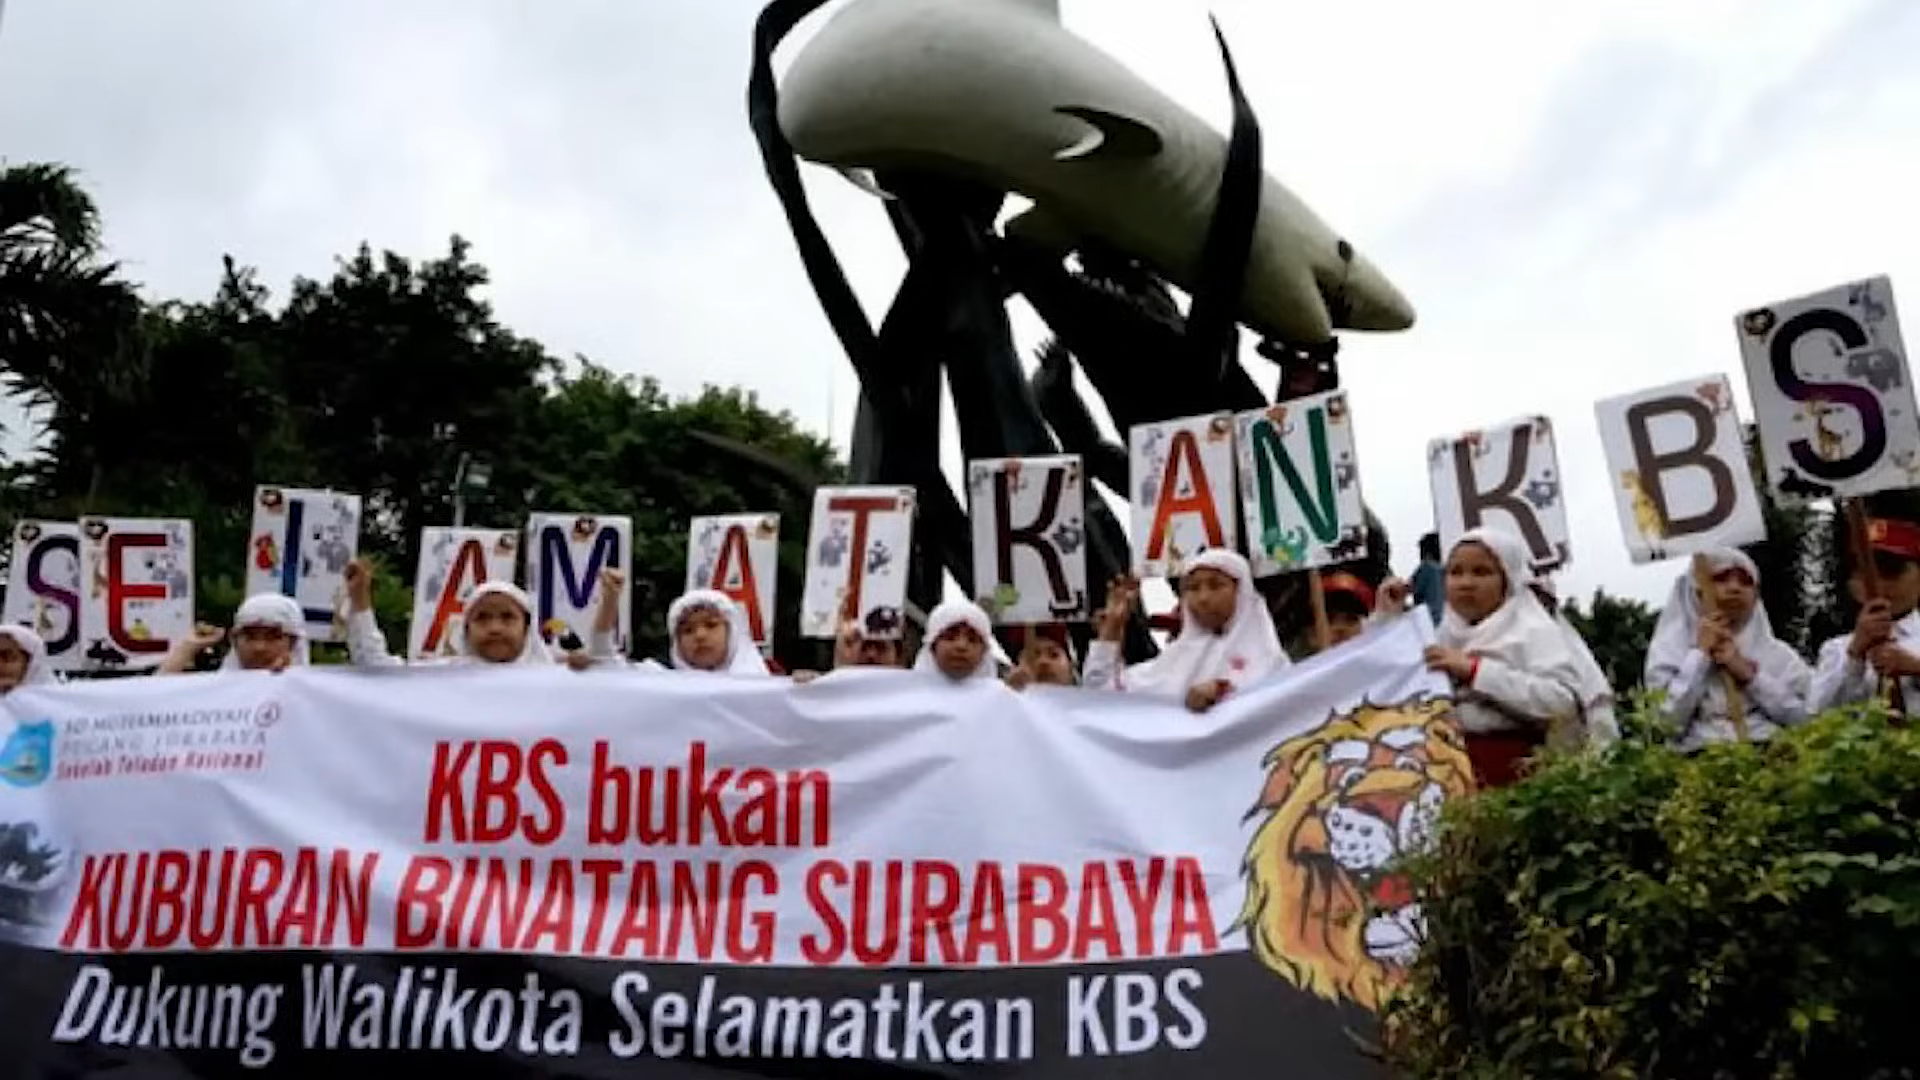 SELAMATKAN KBS
SD MUHAMMADIYAH 4
PUCANG SURABAYA
Sekolah Teladan Nasional
KBS bukan
KUBURAN BINATANG SURABAYA
Dukung Walikota Selamatkan KBS